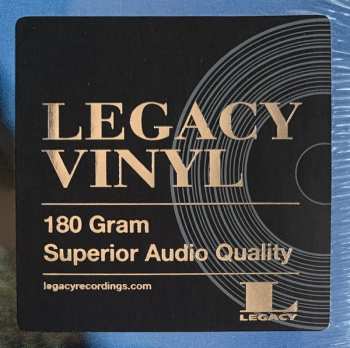 LEGACY
VINYL
180 Gram
Superior Audio Quality
legacyrecordings.com
L
LEGACY